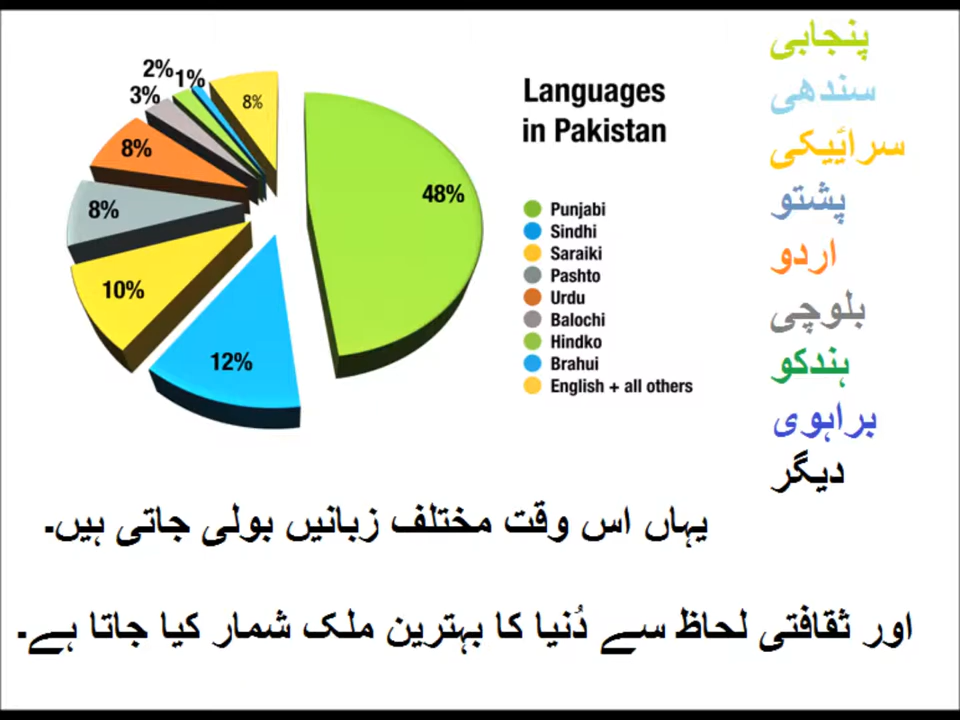 2%
1%
3%
8%
8%
48%
8%
10%
12%
Languages
in Pakistan
Punjabi
Sindhi
Saraiki
Pashto
Urdu
Balochi
Hindko
Brahui
English + all others
پنجابی
سندھی
سرائیکی
پشتو
اردو
بلوچی
ہندکو
براہوی
دیگر
یہاں اس وقت مختلف زبانیں بولی جاتی ہیں۔
اور ثقافتی لحاظ سے دُنیا کا بہترین ملک شمار کیا جاتا ہے۔